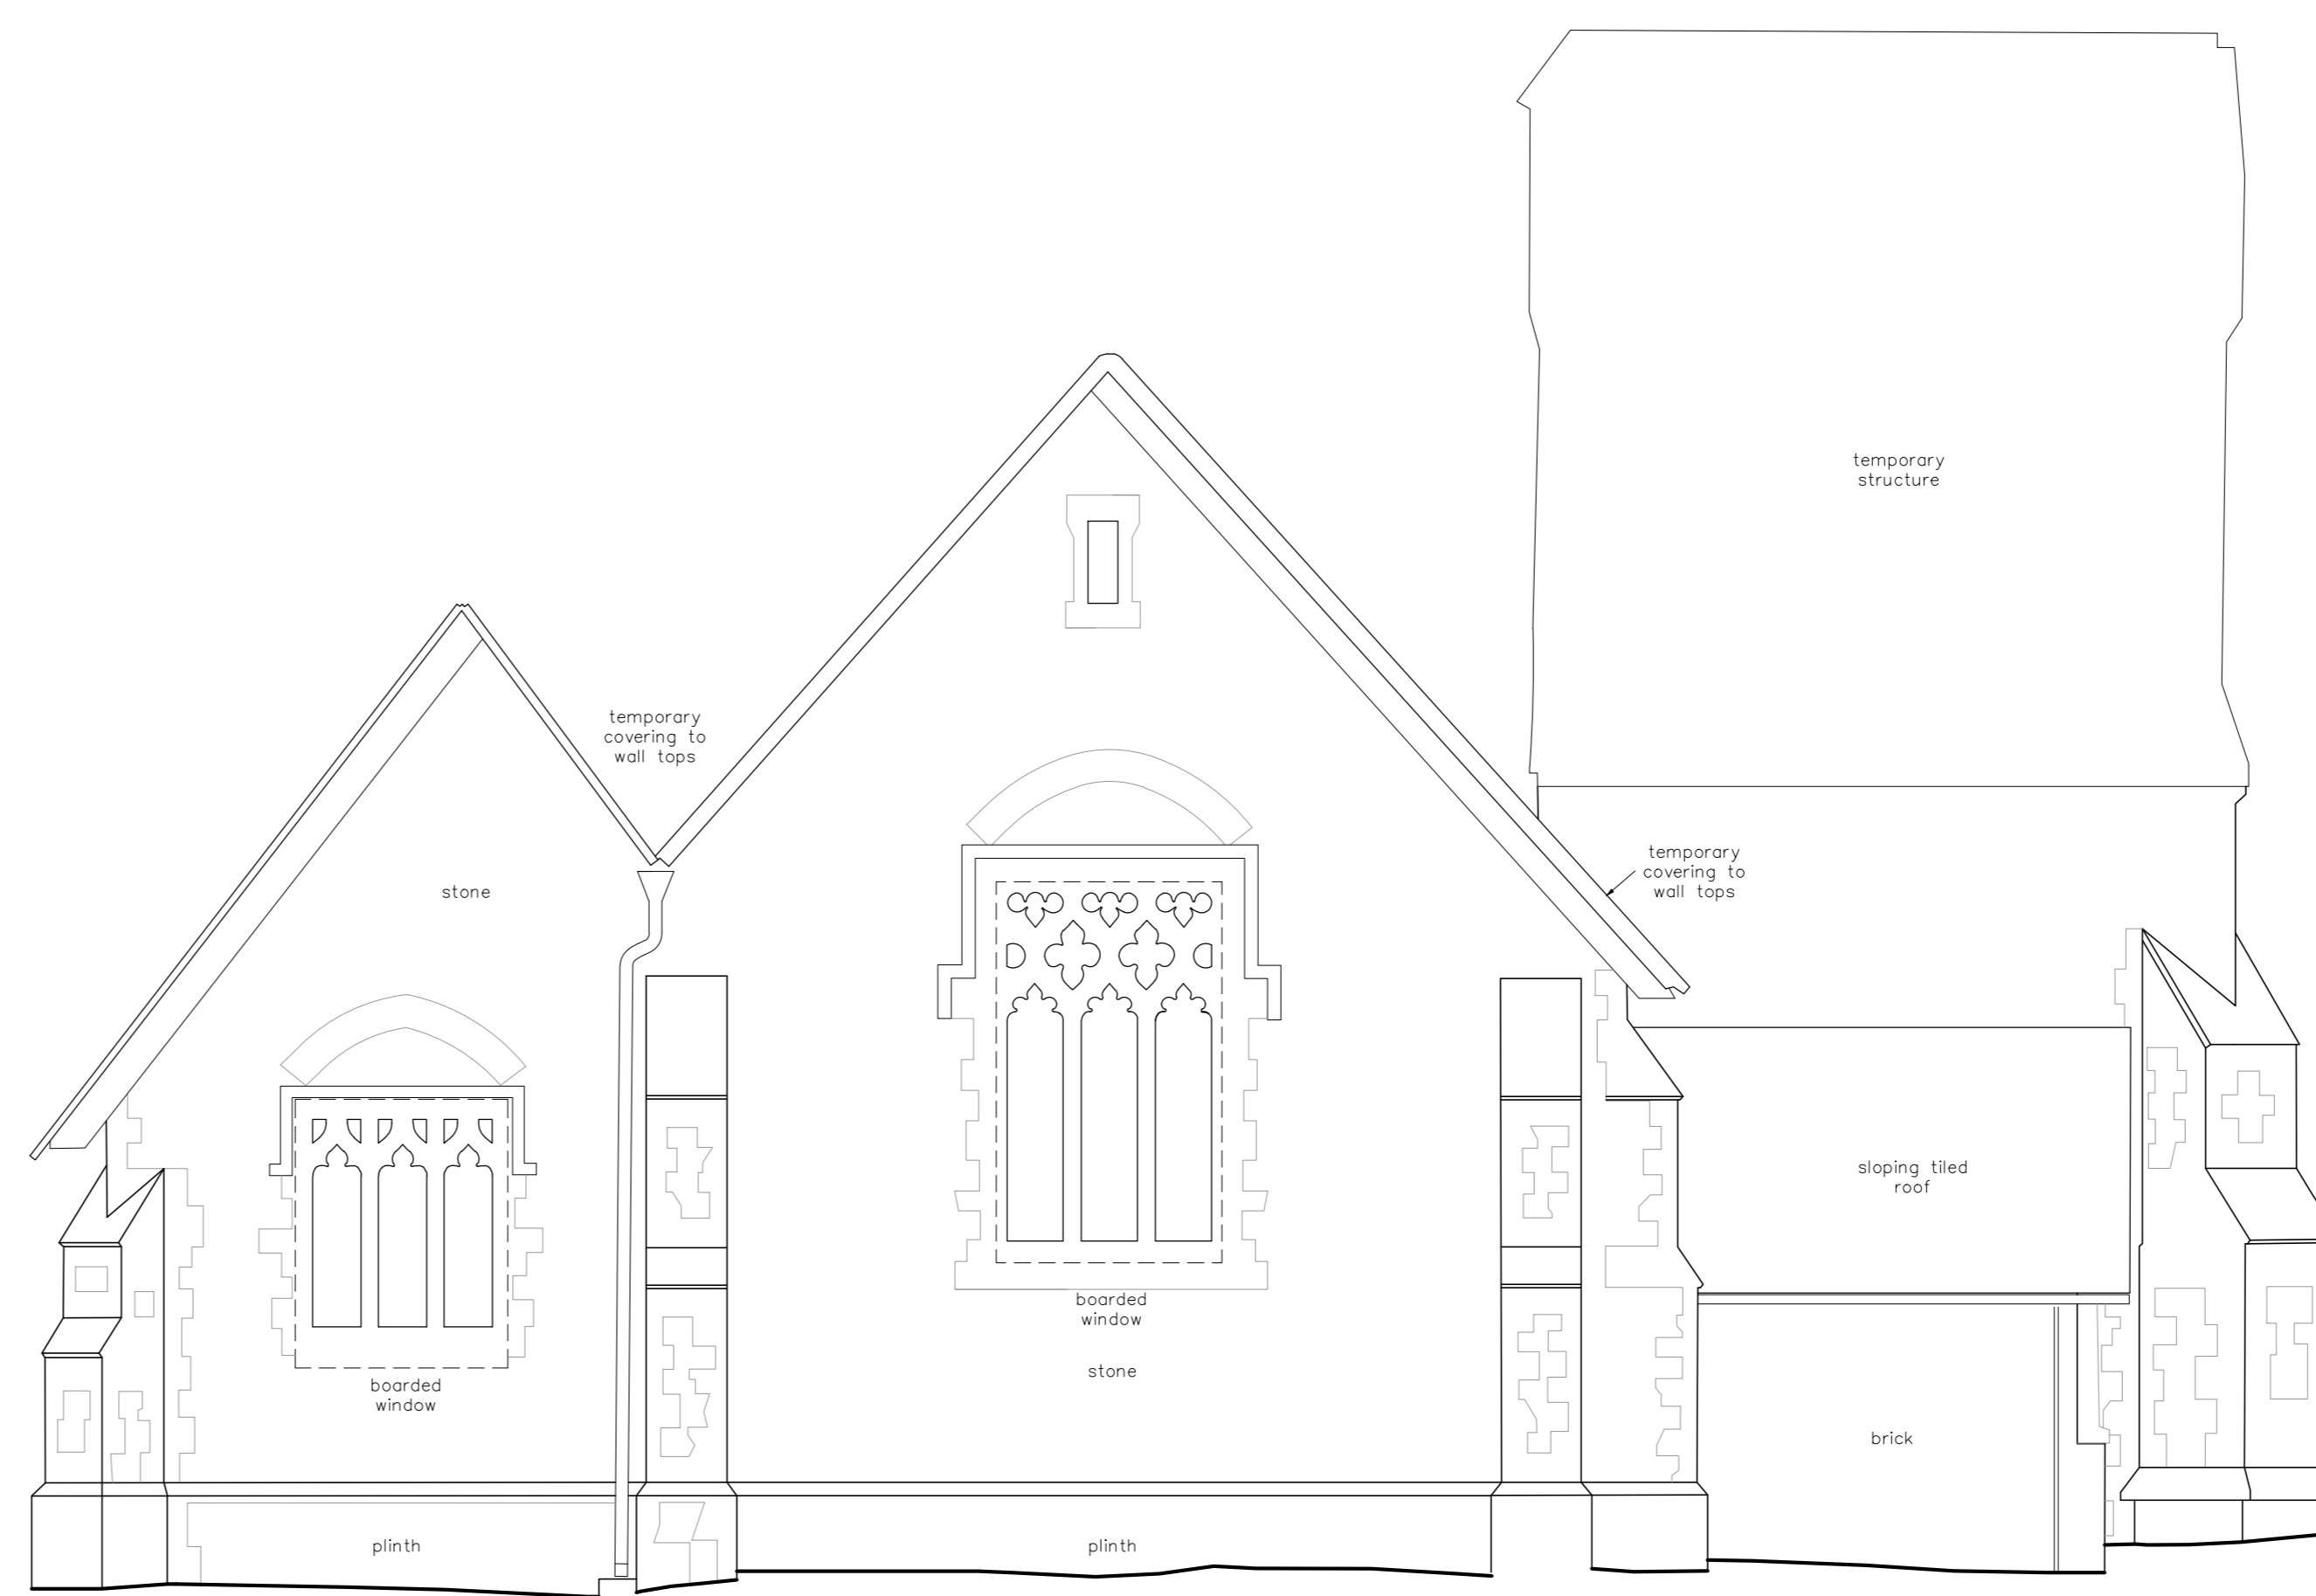 temporary
structure
temporary
covering to
wall tops
temporary
covering to
wall tops
stone
sloping tiled
roof
boarded
window
stone
boarded
window
brick
plinth
plinth